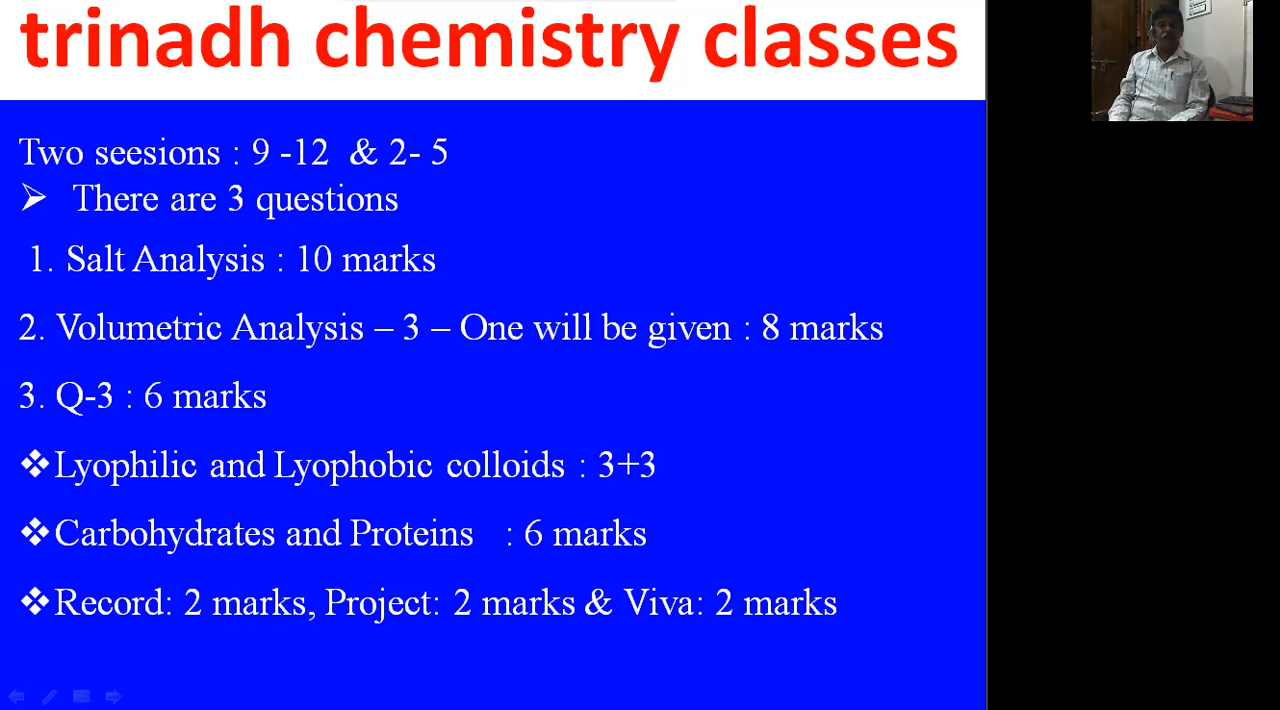 trinadh chemistry classes
Two seesions : 9 -12 & 2- 5
➢ There are 3 questions
1. Salt Analysis : 10 marks
2. Volumetric Analysis – 3 – One will be given : 8 marks
3. Q-3 : 6 marks
❖Lyophilic and Lyophobic colloids : 3+3
❖Carbohydrates and Proteins : 6 marks
❖Record: 2 marks, Project: 2 marks & Viva: 2 marks